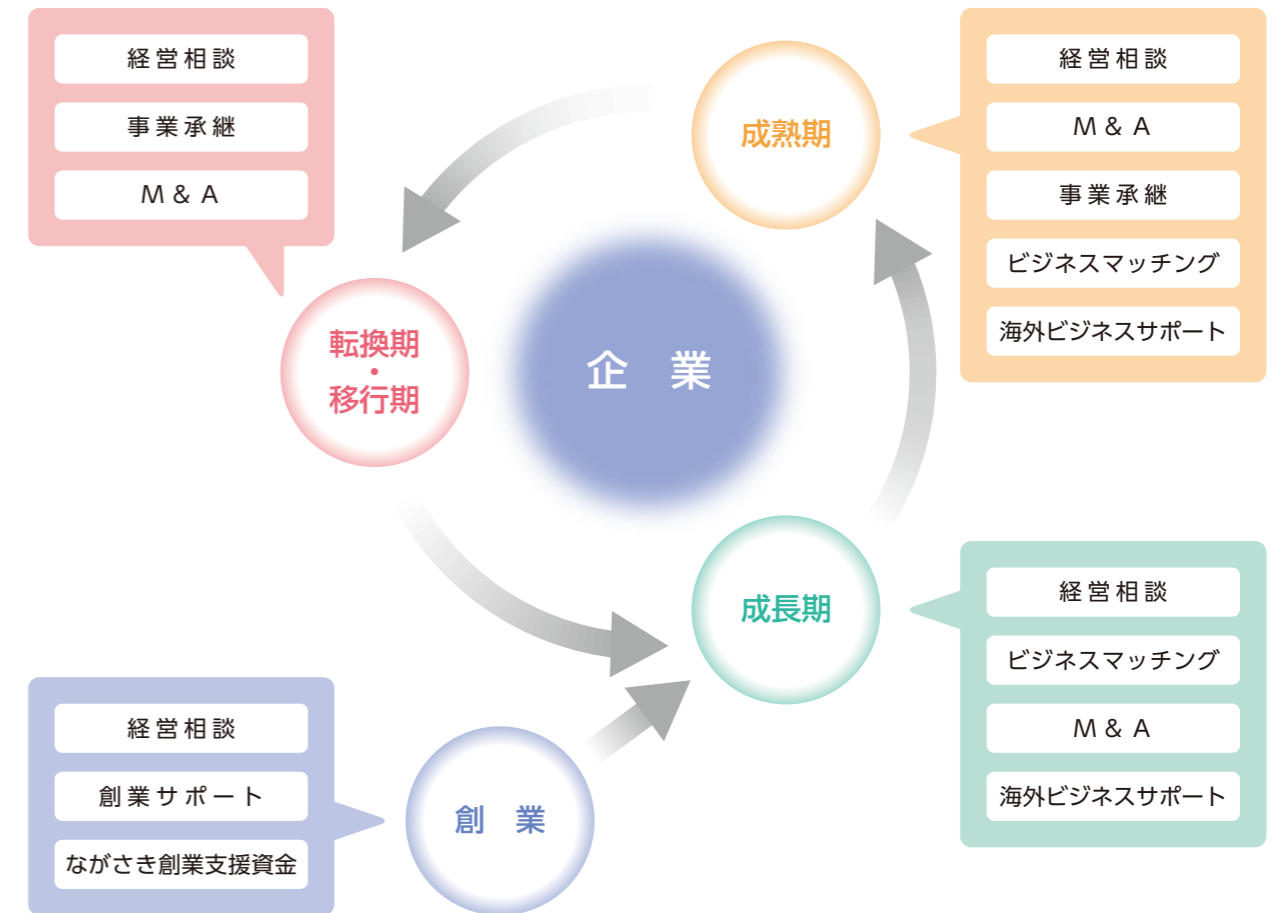 経営相談
事業承継
M & A
転換期
・
移行期
成熟期
経営相談
M & A
事業承継
ビジネスマッチング
海外ビジネスサポート
企　業
成長期
経営相談
ビジネスマッチング
M & A
海外ビジネスサポート
経営相談
創業サポート
ながさき創業支援資金
創　業